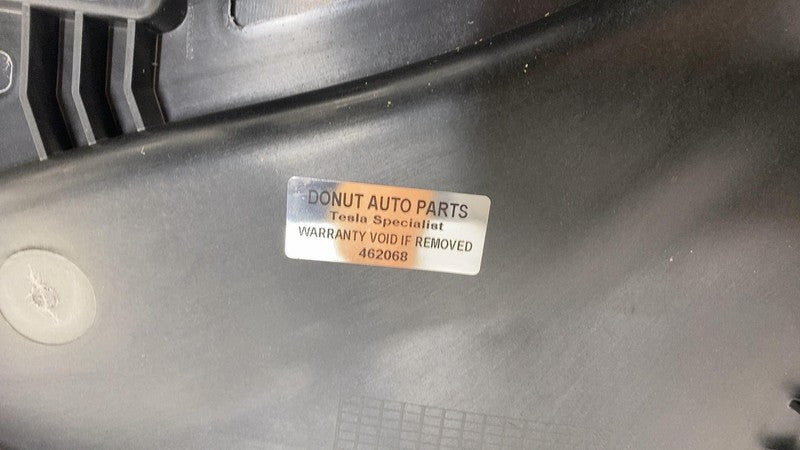 DONUT AUTO PARTS
Tesla Specialist
WARRANTY VOID IF REMOVED
462068